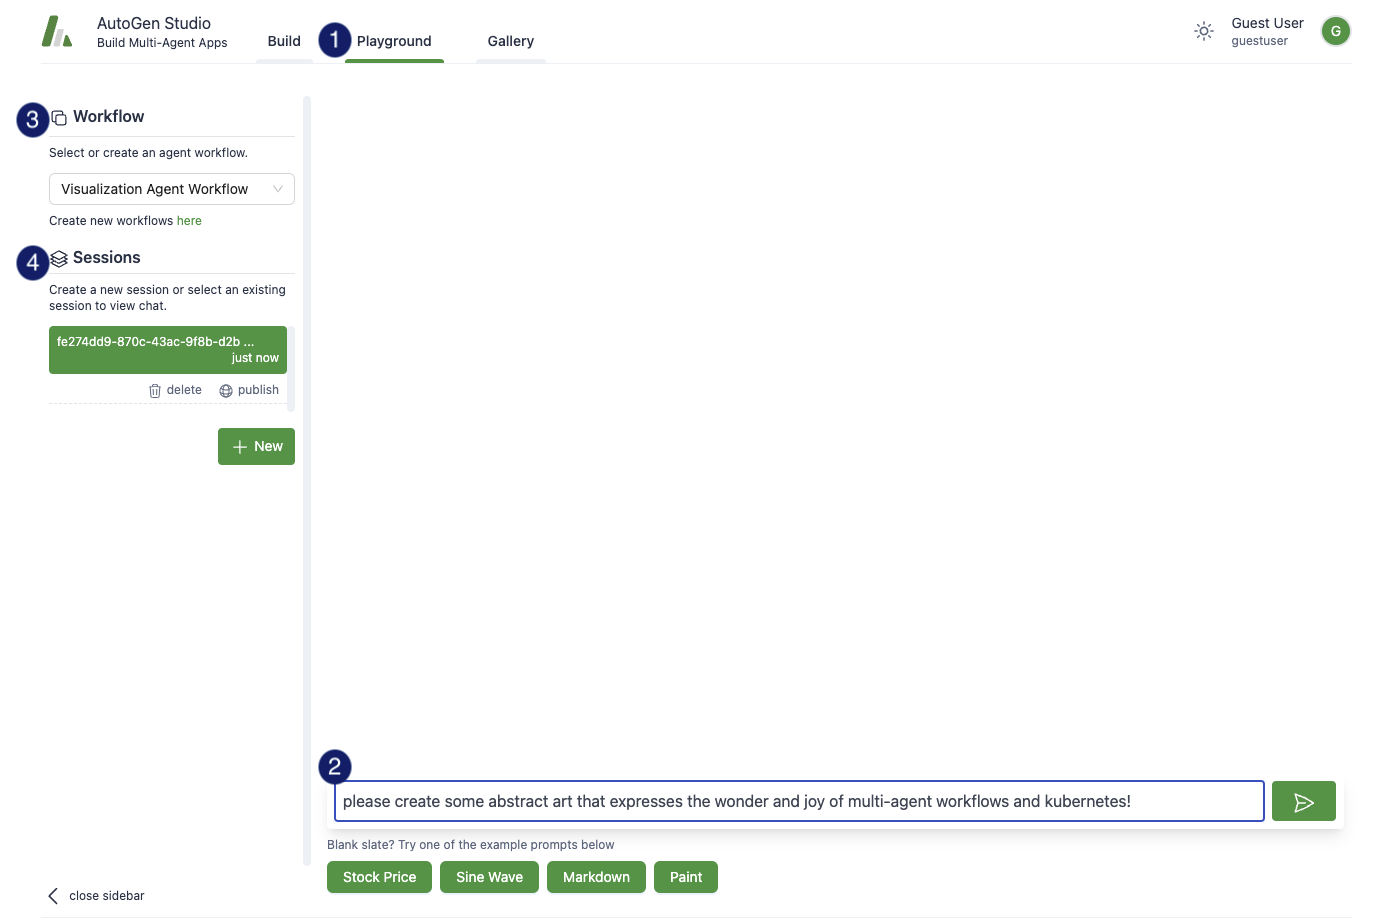 AutoGen Studio
Build Multi-Agent Apps
Build
1
Playground
Gallery
Guest User
guestuser
G
3
Workflow
Select or create an agent workflow.
Visualization Agent Workflow
Create new workflows here
4
Sessions
Create a new session or select an existing
session to view chat.
fe274dd9-870c-43ac-9f8b-d2b ...
just now
delete
publish
New
2
please create some abstract art that expresses the wonder and joy of multi-agent workflows and kubernetes!
Blank slate? Try one of the example prompts below
Stock Price
Sine Wave
Markdown
Paint
close sidebar